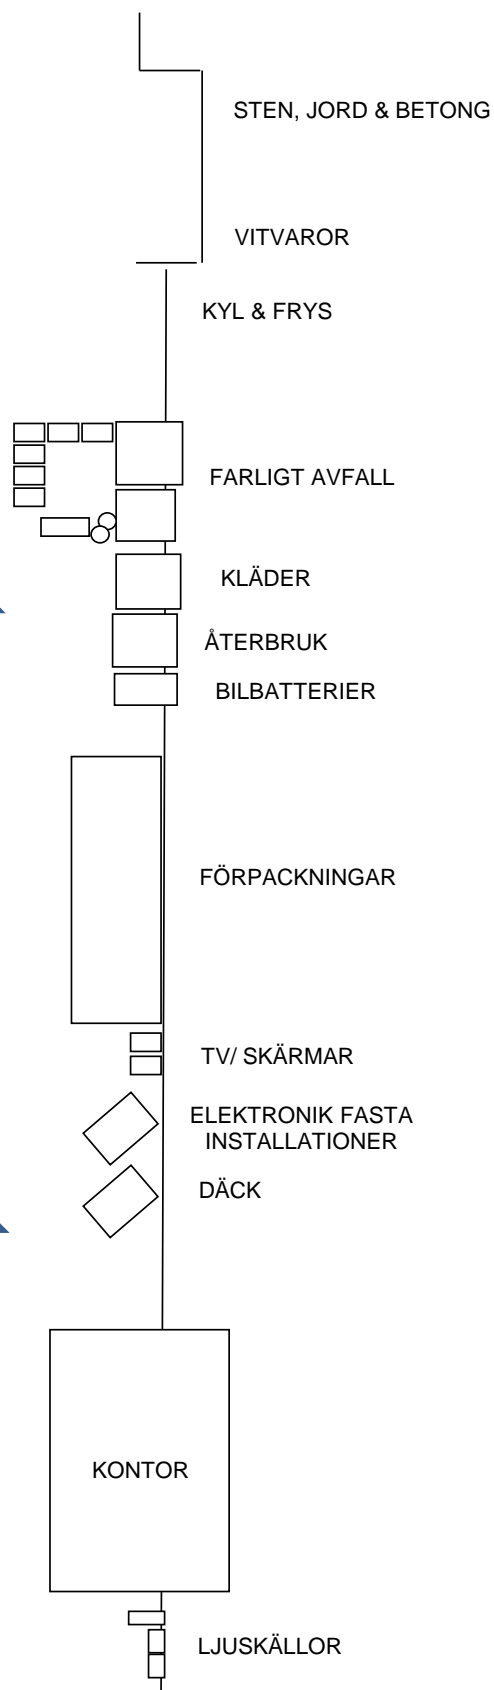 STEN, JORD & BETONG
VITVAROR
KYL & FRYS
FARLIGT AVFALL
KLÄDER
ÅTERBRUK
BILBATTERIER
FÖRPACKNINGAR
TV/ SKÄRMAR
ELEKTRONIK FASTA
INSTALLATIONER
DÄCK
KONTOR
LJUSKÄLLOR